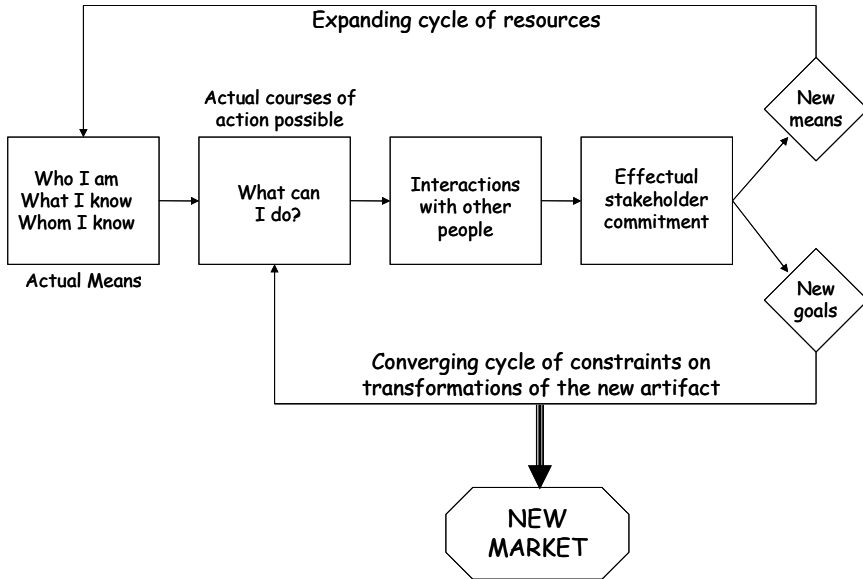 Expanding cycle of resources
New
means
Actual courses of
action possible
Who I am
What I know
Whom I know
What can
I do?
Interactions
with other
people
Effectual
stakeholder
commitment
Actual Means
New
goals
Converging cycle of constraints on
transformations of the new artifact
NEW
MARKET